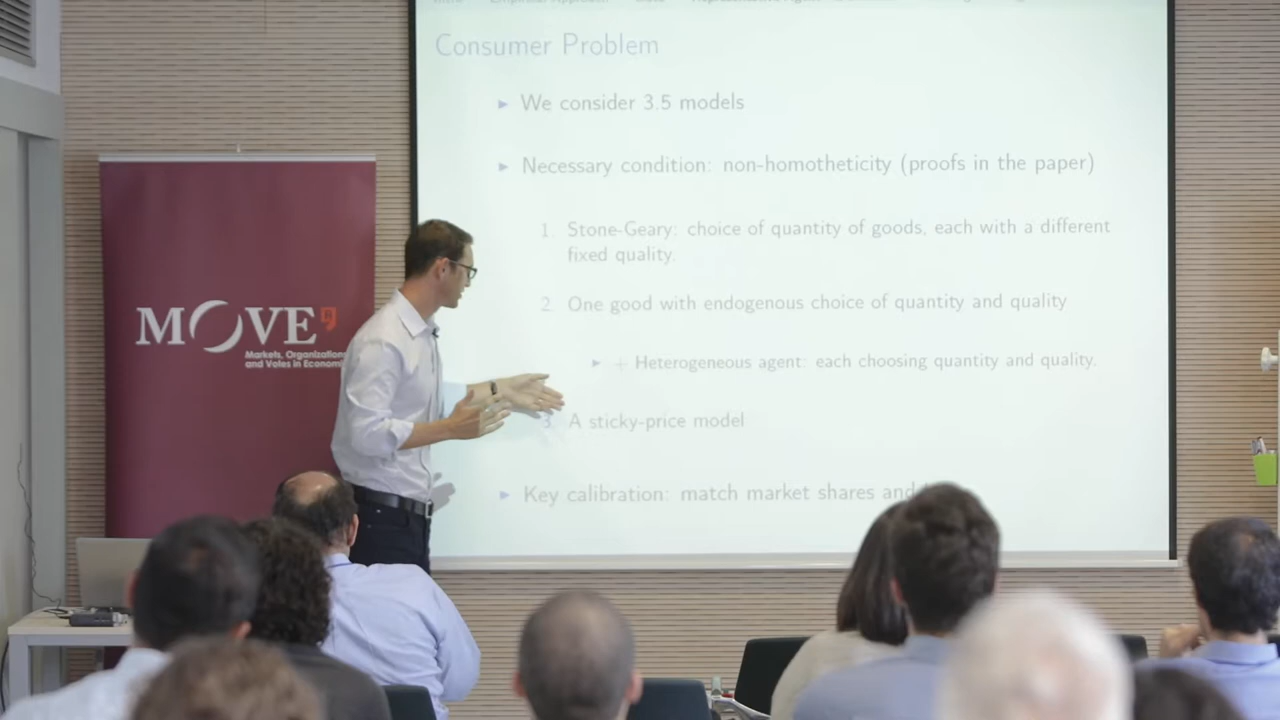 Consumer Problem
We consider 3.5 models
Necessary condition: non-homotheticity (proofs in the paper)
1. Stone-Geary: choice of quantity of goods, each with a different
fixed quality.
2. One good with endogenous choice of quantity and quality
+ Heterogeneous agent: each choosing quantity and quality.
3. A sticky-price model
Key calibration: match market shares and
MOVE
Markets, Organizations
and Votes in Economi